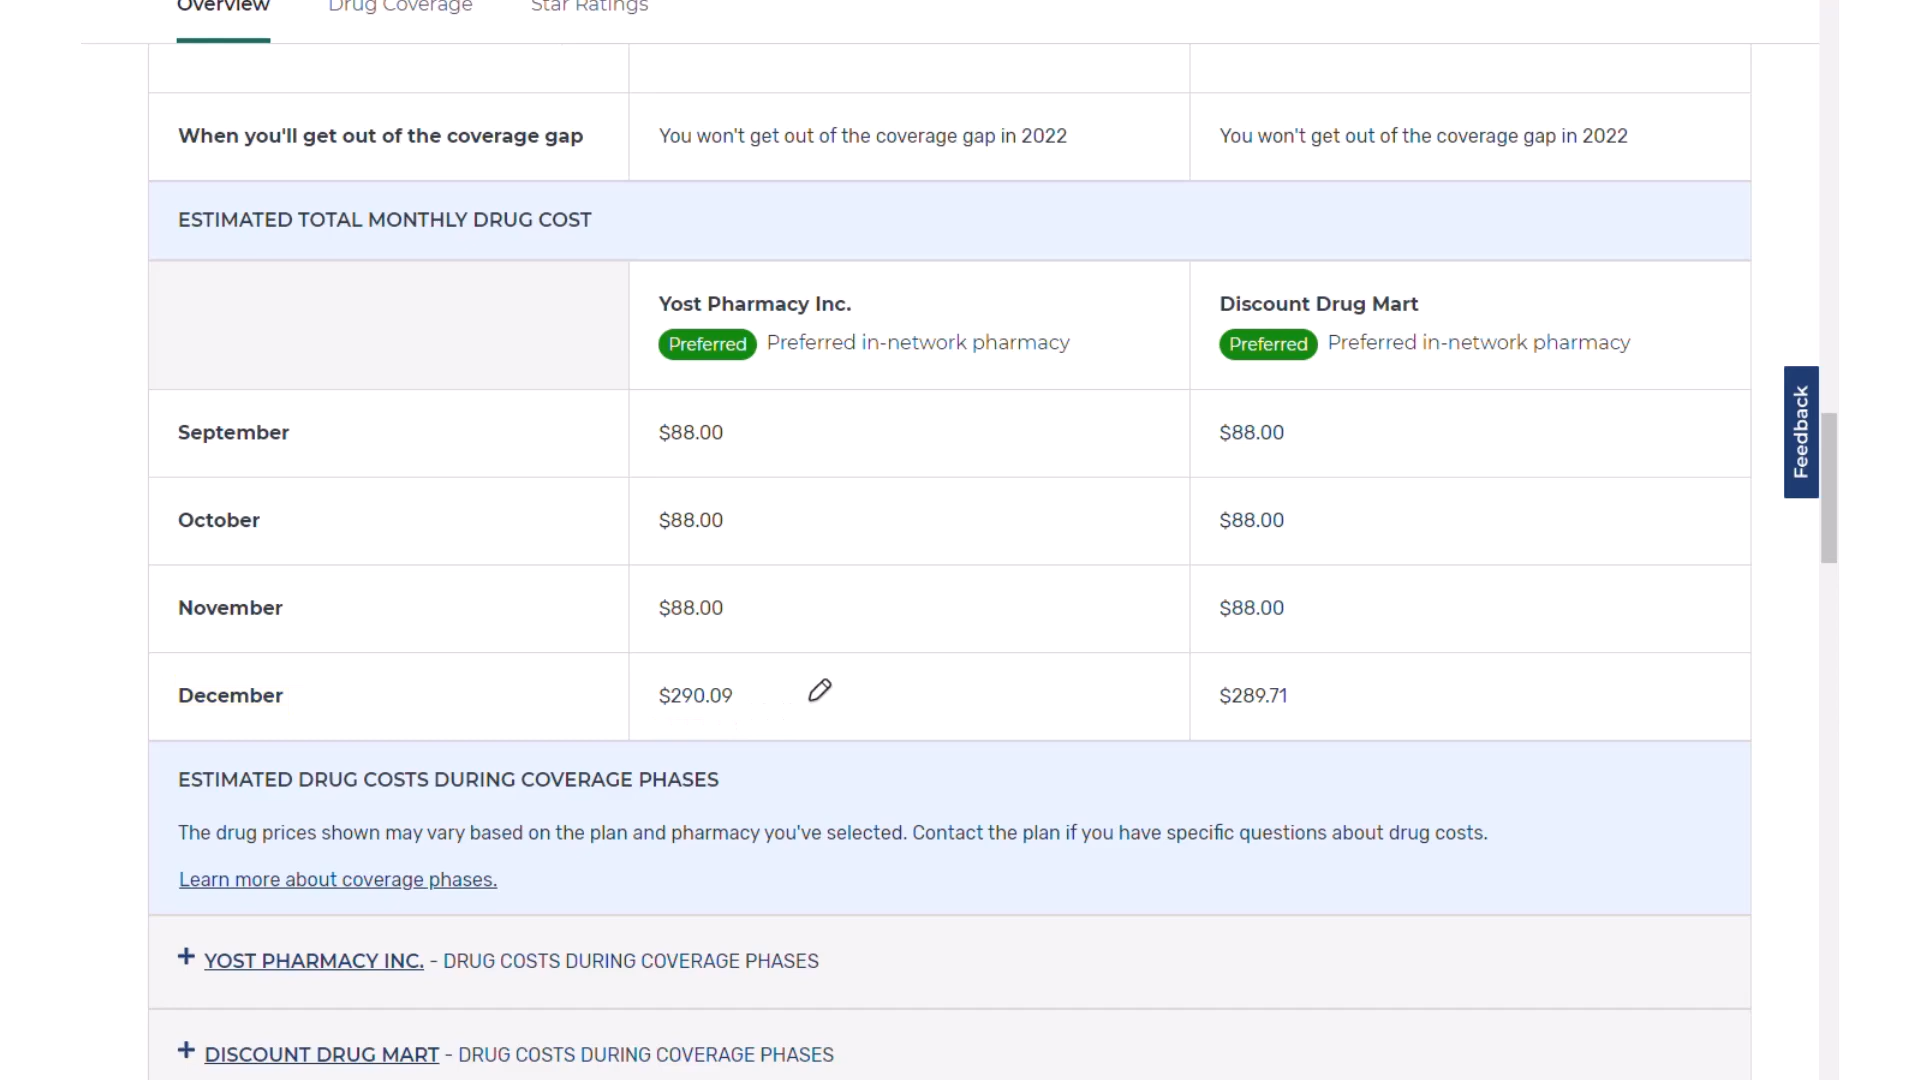 Overview Drug Coverage Star Ratings
When you'll get out of the coverage gap You won't get out of the coverage gap in 2022 You won't get out of the coverage gap in 2022
ESTIMATED TOTAL MONTHLY DRUG COST
Yost Pharmacy Inc. Discount Drug Mart
Preferred Preferred in-network pharmacy Preferred Preferred in-network pharmacy
September $88.00 $88.00
October $88.00 $88.00
November $88.00 $88.00
December $290.09 $289.71
ESTIMATED DRUG COSTS DURING COVERAGE PHASES
The drug prices shown may vary based on the plan and pharmacy you've selected. Contact the plan if you have specific questions about drug costs.
Learn more about coverage phases.
+ YOST PHARMACY INC. - DRUG COSTS DURING COVERAGE PHASES
+ DISCOUNT DRUG MART - DRUG COSTS DURING COVERAGE PHASES
Feedback